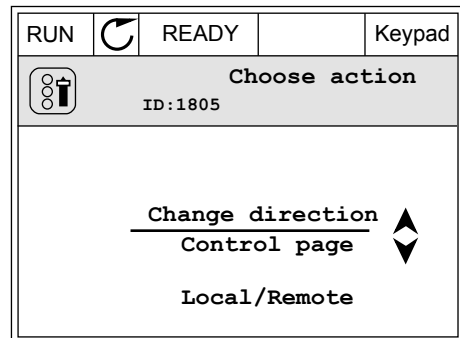 RUN READY Keypad
Choose action
ID:1805
Change direction
Control page
Local/Remote